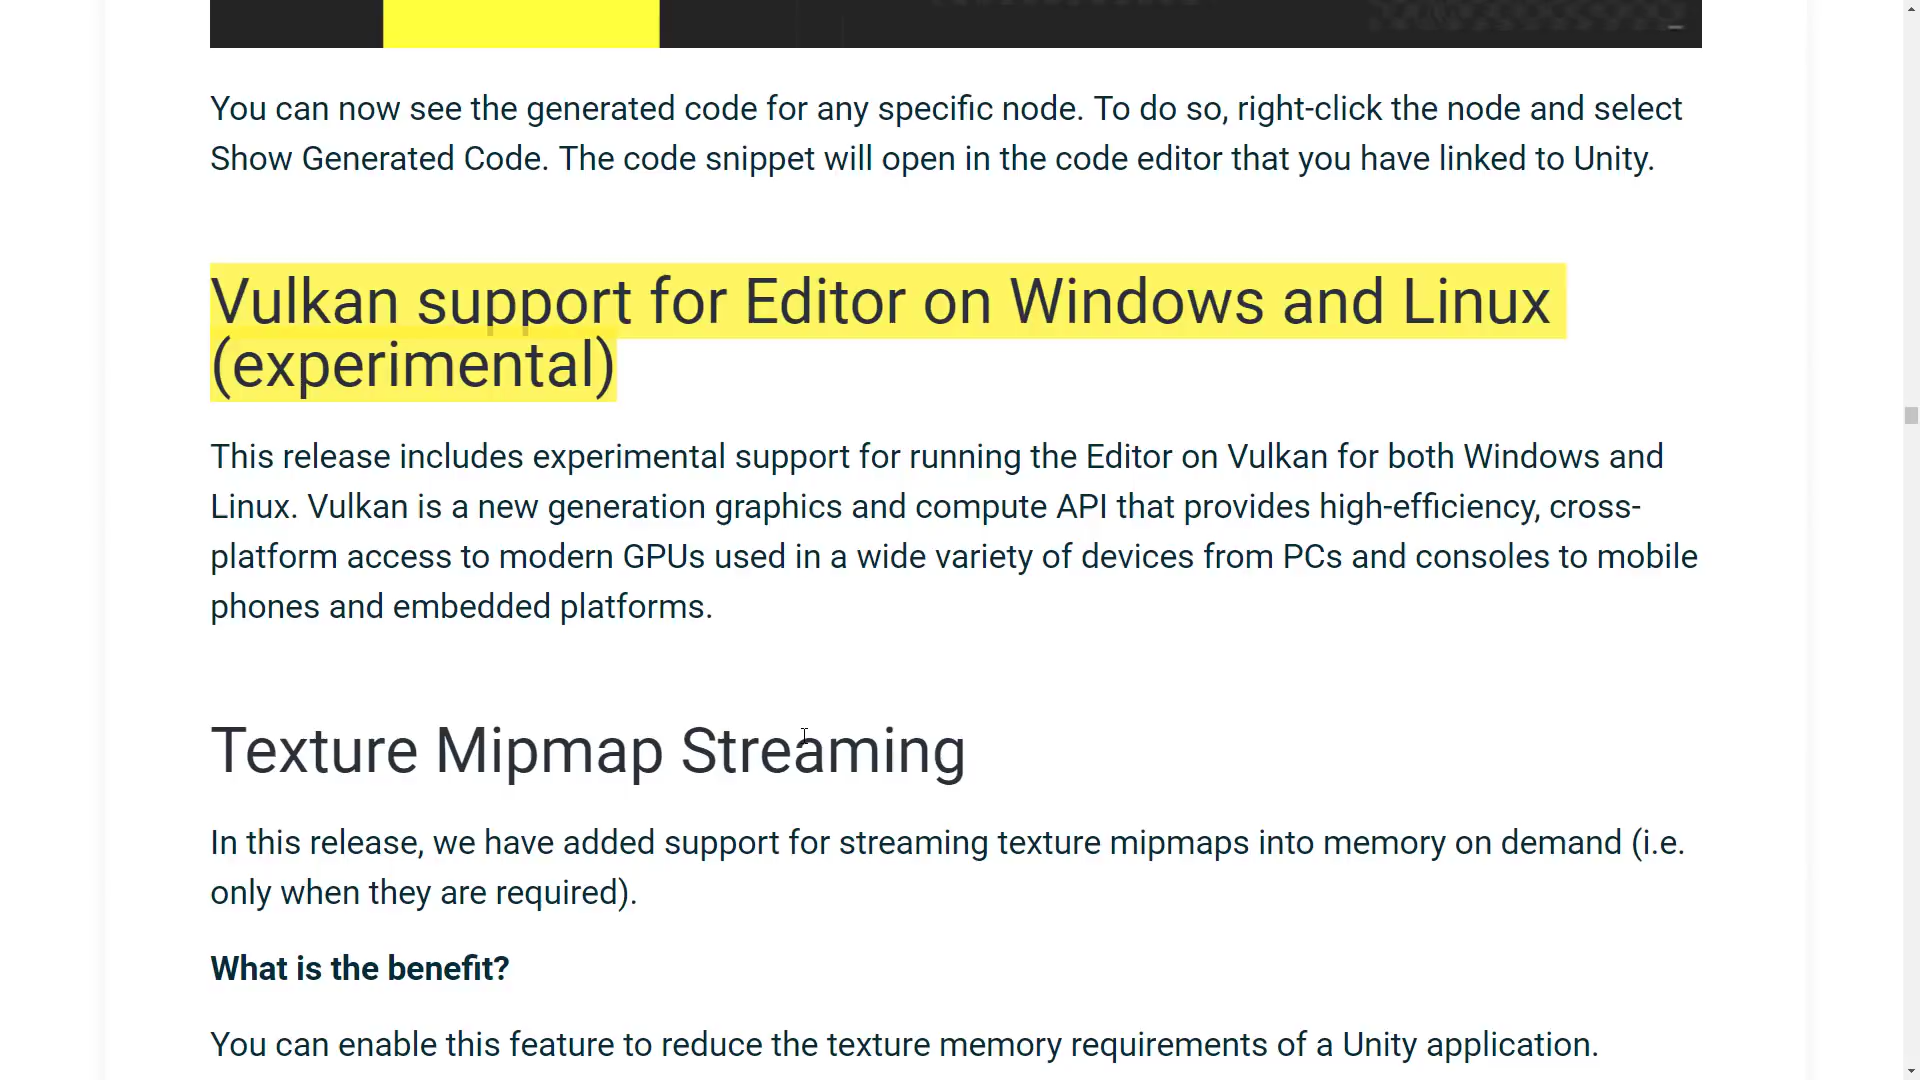 You can now see the generated code for any specific node. To do so, right-click the node and select
Show Generated Code. The code snippet will open in the code editor that you have linked to Unity.
Vulkan support for Editor on Windows and Linux
(experimental)
This release includes experimental support for running the Editor on Vulkan for both Windows and
Linux. Vulkan is a new generation graphics and compute API that provides high-efficiency, cross-
platform access to modern GPUs used in a wide variety of devices from PCs and consoles to mobile
phones and embedded platforms.
Texture Mipmap Streaming
In this release, we have added support for streaming texture mipmaps into memory on demand (i.e.
only when they are required).
What is the benefit?
You can enable this feature to reduce the texture memory requirements of a Unity application.